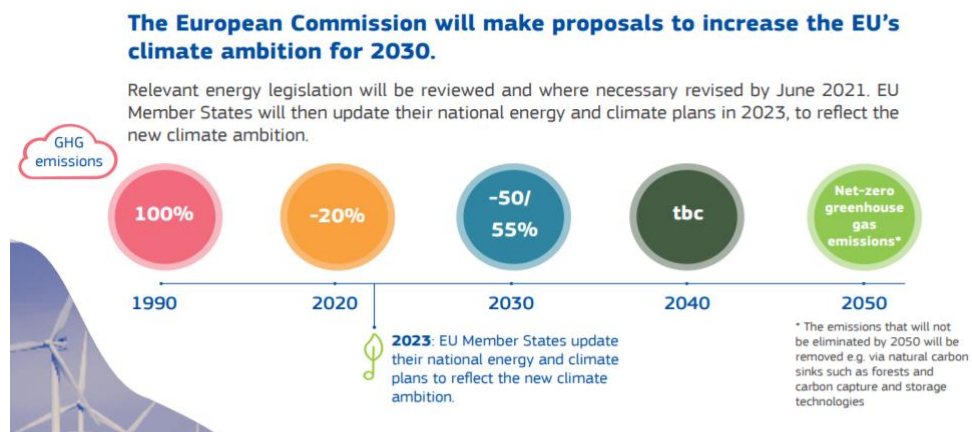 The European Commission will make proposals to increase the EU's
climate ambition for 2030.
Relevant energy legislation will be reviewed and where necessary revised by June 2021. EU
Member States will then update their national energy and climate plans in 2023, to reflect the
new climate ambition.
GHG
emissions
100%
-20%
-50/
55%
tbc
Net-zero
greenhouse
gas
emissions*
1990
2020
2030
2040
2050
2023: EU Member States update
their national energy and climate
plans to reflect the new climate
ambition.
* The emissions that will not
be eliminated by 2050 will be
removed e.g. via natural carbon
sinks such as forests and
carbon capture and storage
technologies